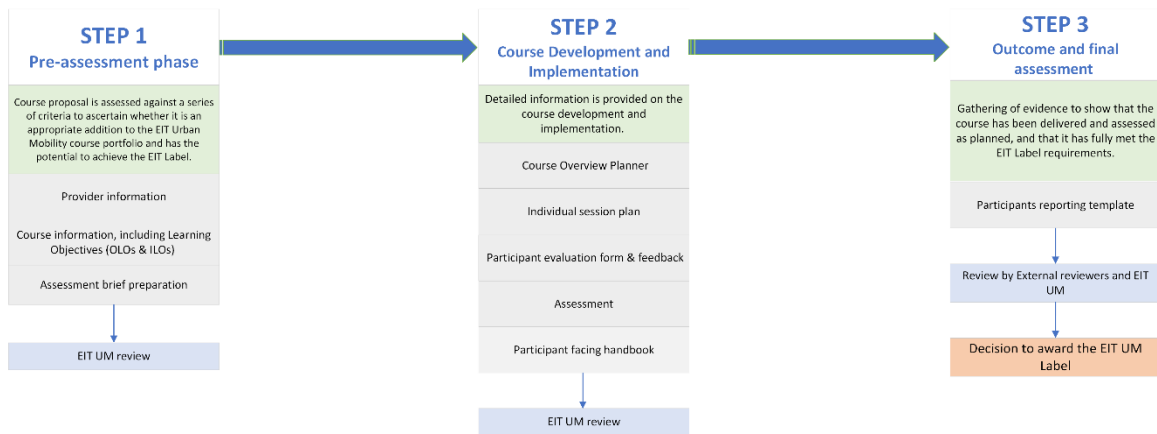 STEP 1
Pre-assessment phase
Course proposal is assessed against a series
of criteria to ascertain whether it is an
appropriate addition to the EIT Urban
Mobility course portfolio and has the
potential to achieve the EIT Label.
Provider information
Course information, including Learning
Objectives (OLOs & ILOs)
Assessment brief preparation
EIT UM review
STEP 2
Course Development and
Implementation
Detailed information is provided on the
course development and
implementation.
Course Overview Planner
Individual session plan
Participant evaluation form & feedback
Assessment
Participant facing handbook
EIT UM review
STEP 3
Outcome and final
assessment
Gathering of evidence to show that the
course has been delivered and assessed
as planned, and that it has fully met the
EIT Label requirements.
Participants reporting template
Review by External reviewers and EIT
UM
Decision to award the EIT UM
Label